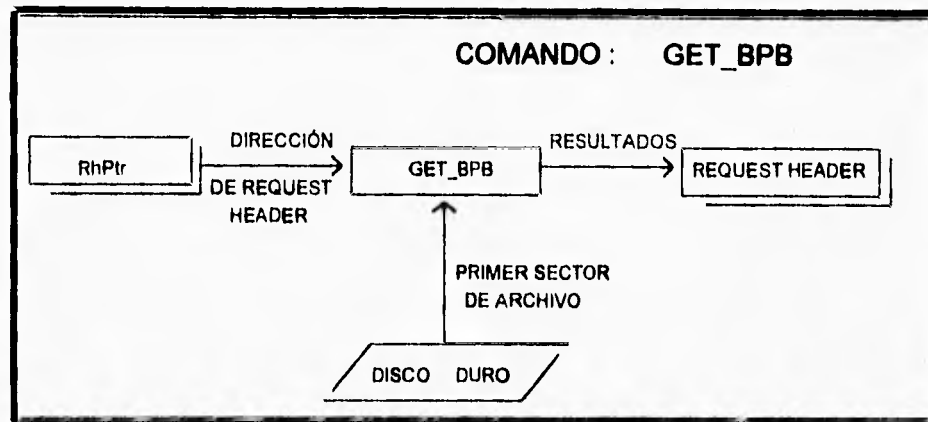 COMANDO : GET_BPB
RhPtr
DIRECCIÓN
DE REQUEST
HEADER
GET_BPB
RESULTADOS
REQUEST HEADER
PRIMER SECTOR
DE ARCHIVO
DISCO DURO